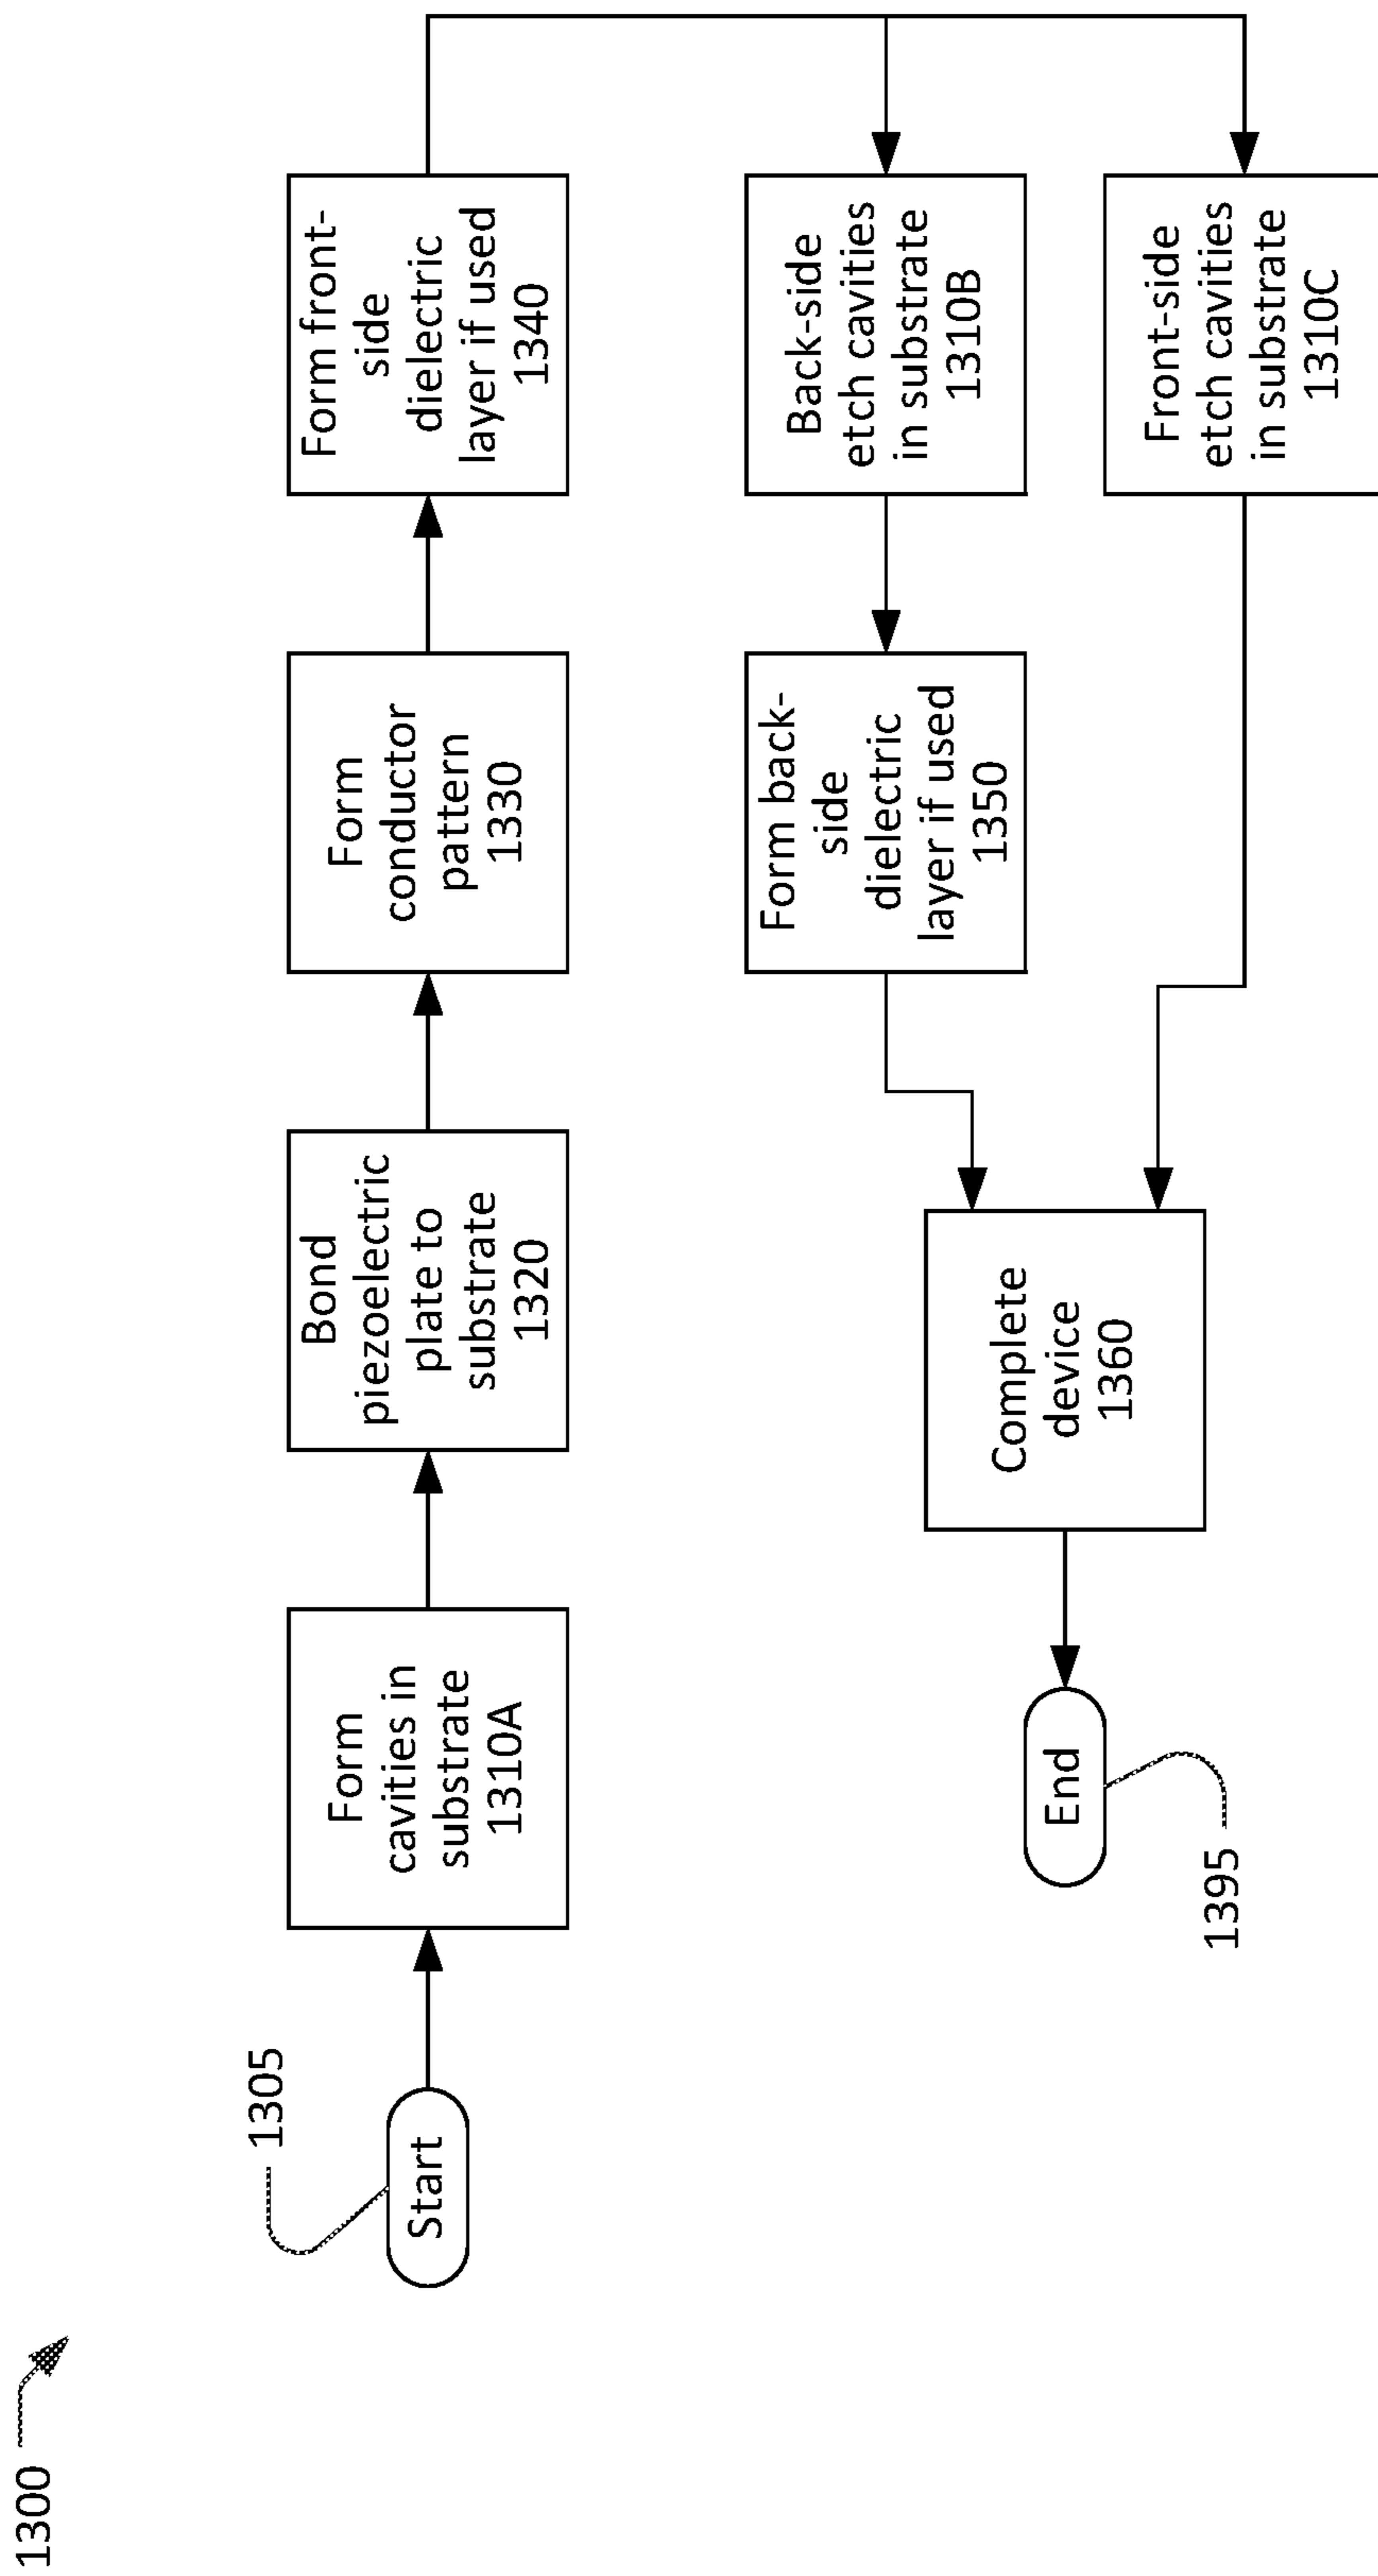 1300
1305
Start
Form
cavities in
substrate
1310A
Bond
piezoelectric
plate to
substrate
1320
Form
conductor
pattern
1330
Form front-
side
dielectric
layer if used
1340
Back-side
etch cavities
in substrate
1310B
Form back-
side
dielectric
layer if used
1350
Front-side
etch cavities
in substrate
1310C
Complete
device
1360
End
1395